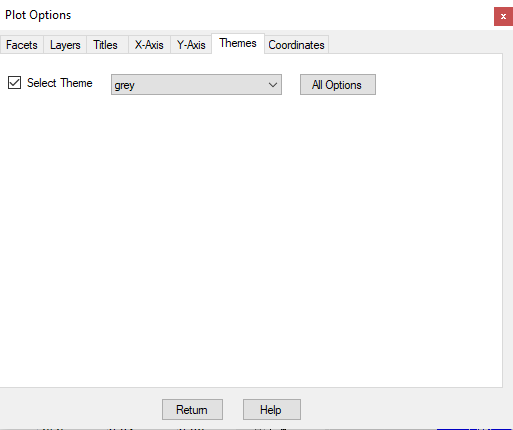 Plot Options
x
Facets Layers Titles X-Axis Y-Axis Themes Coordinates
Select Theme grey All Options
Return Help